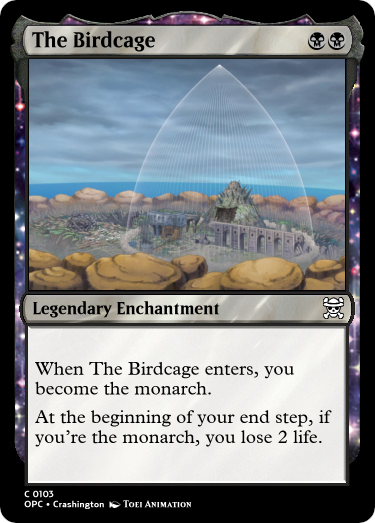 The Birdcage
Legendary Enchantment
When The Birdcage enters, you
become the monarch.
At the beginning of your end step, if
you're the monarch, you lose 2 life.
C 0103
OPC • Crashington Toei Animation